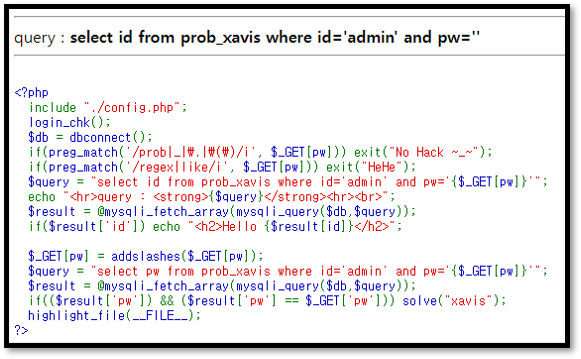 query : select id from prob_xavis where id='admin' and pw=''
<?php
include "./config.php";
login_chk();
$db = dbconnect();
if(preg_match('/prob|_|₩.|₩(₩)/i', $_GET[pw])) exit("No Hack ~_~");
if(preg_match('/regex|like/i', $_GET[pw])) exit("HeHe");
$query = "select id from prob_xavis where id='admin' and pw='{$_GET[pw]}'";
echo "<hr>query : <strong>{$query}</strong><hr><br>";
$result = @mysqli_fetch_array(mysqli_query($db,$query));
if($result['id']) echo "<h2>Hello {$result[id]}</h2>";
$_GET[pw] = addslashes($_GET[pw]);
$query = "select pw from prob_xavis where id='admin' and pw='{$_GET[pw]}'";
$result = @mysqli_fetch_array(mysqli_query($db,$query));
if(($result['pw']) && ($result['pw'] == $_GET['pw'])) solve("xavis");
highlight_file(__FILE__);
?>